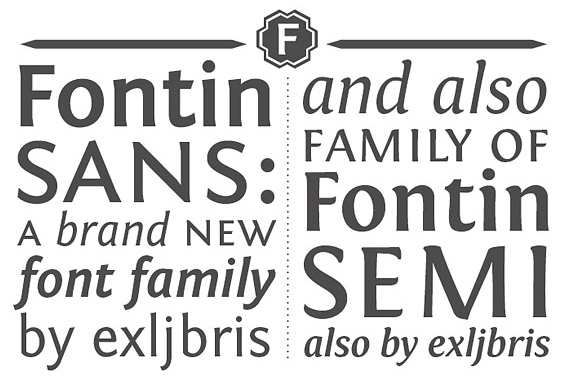 F
Fontin
SANS:
A brand NEW
font family
by exljbris
and also
FAMILY OF
Fontin
SEMI
also by exljbris